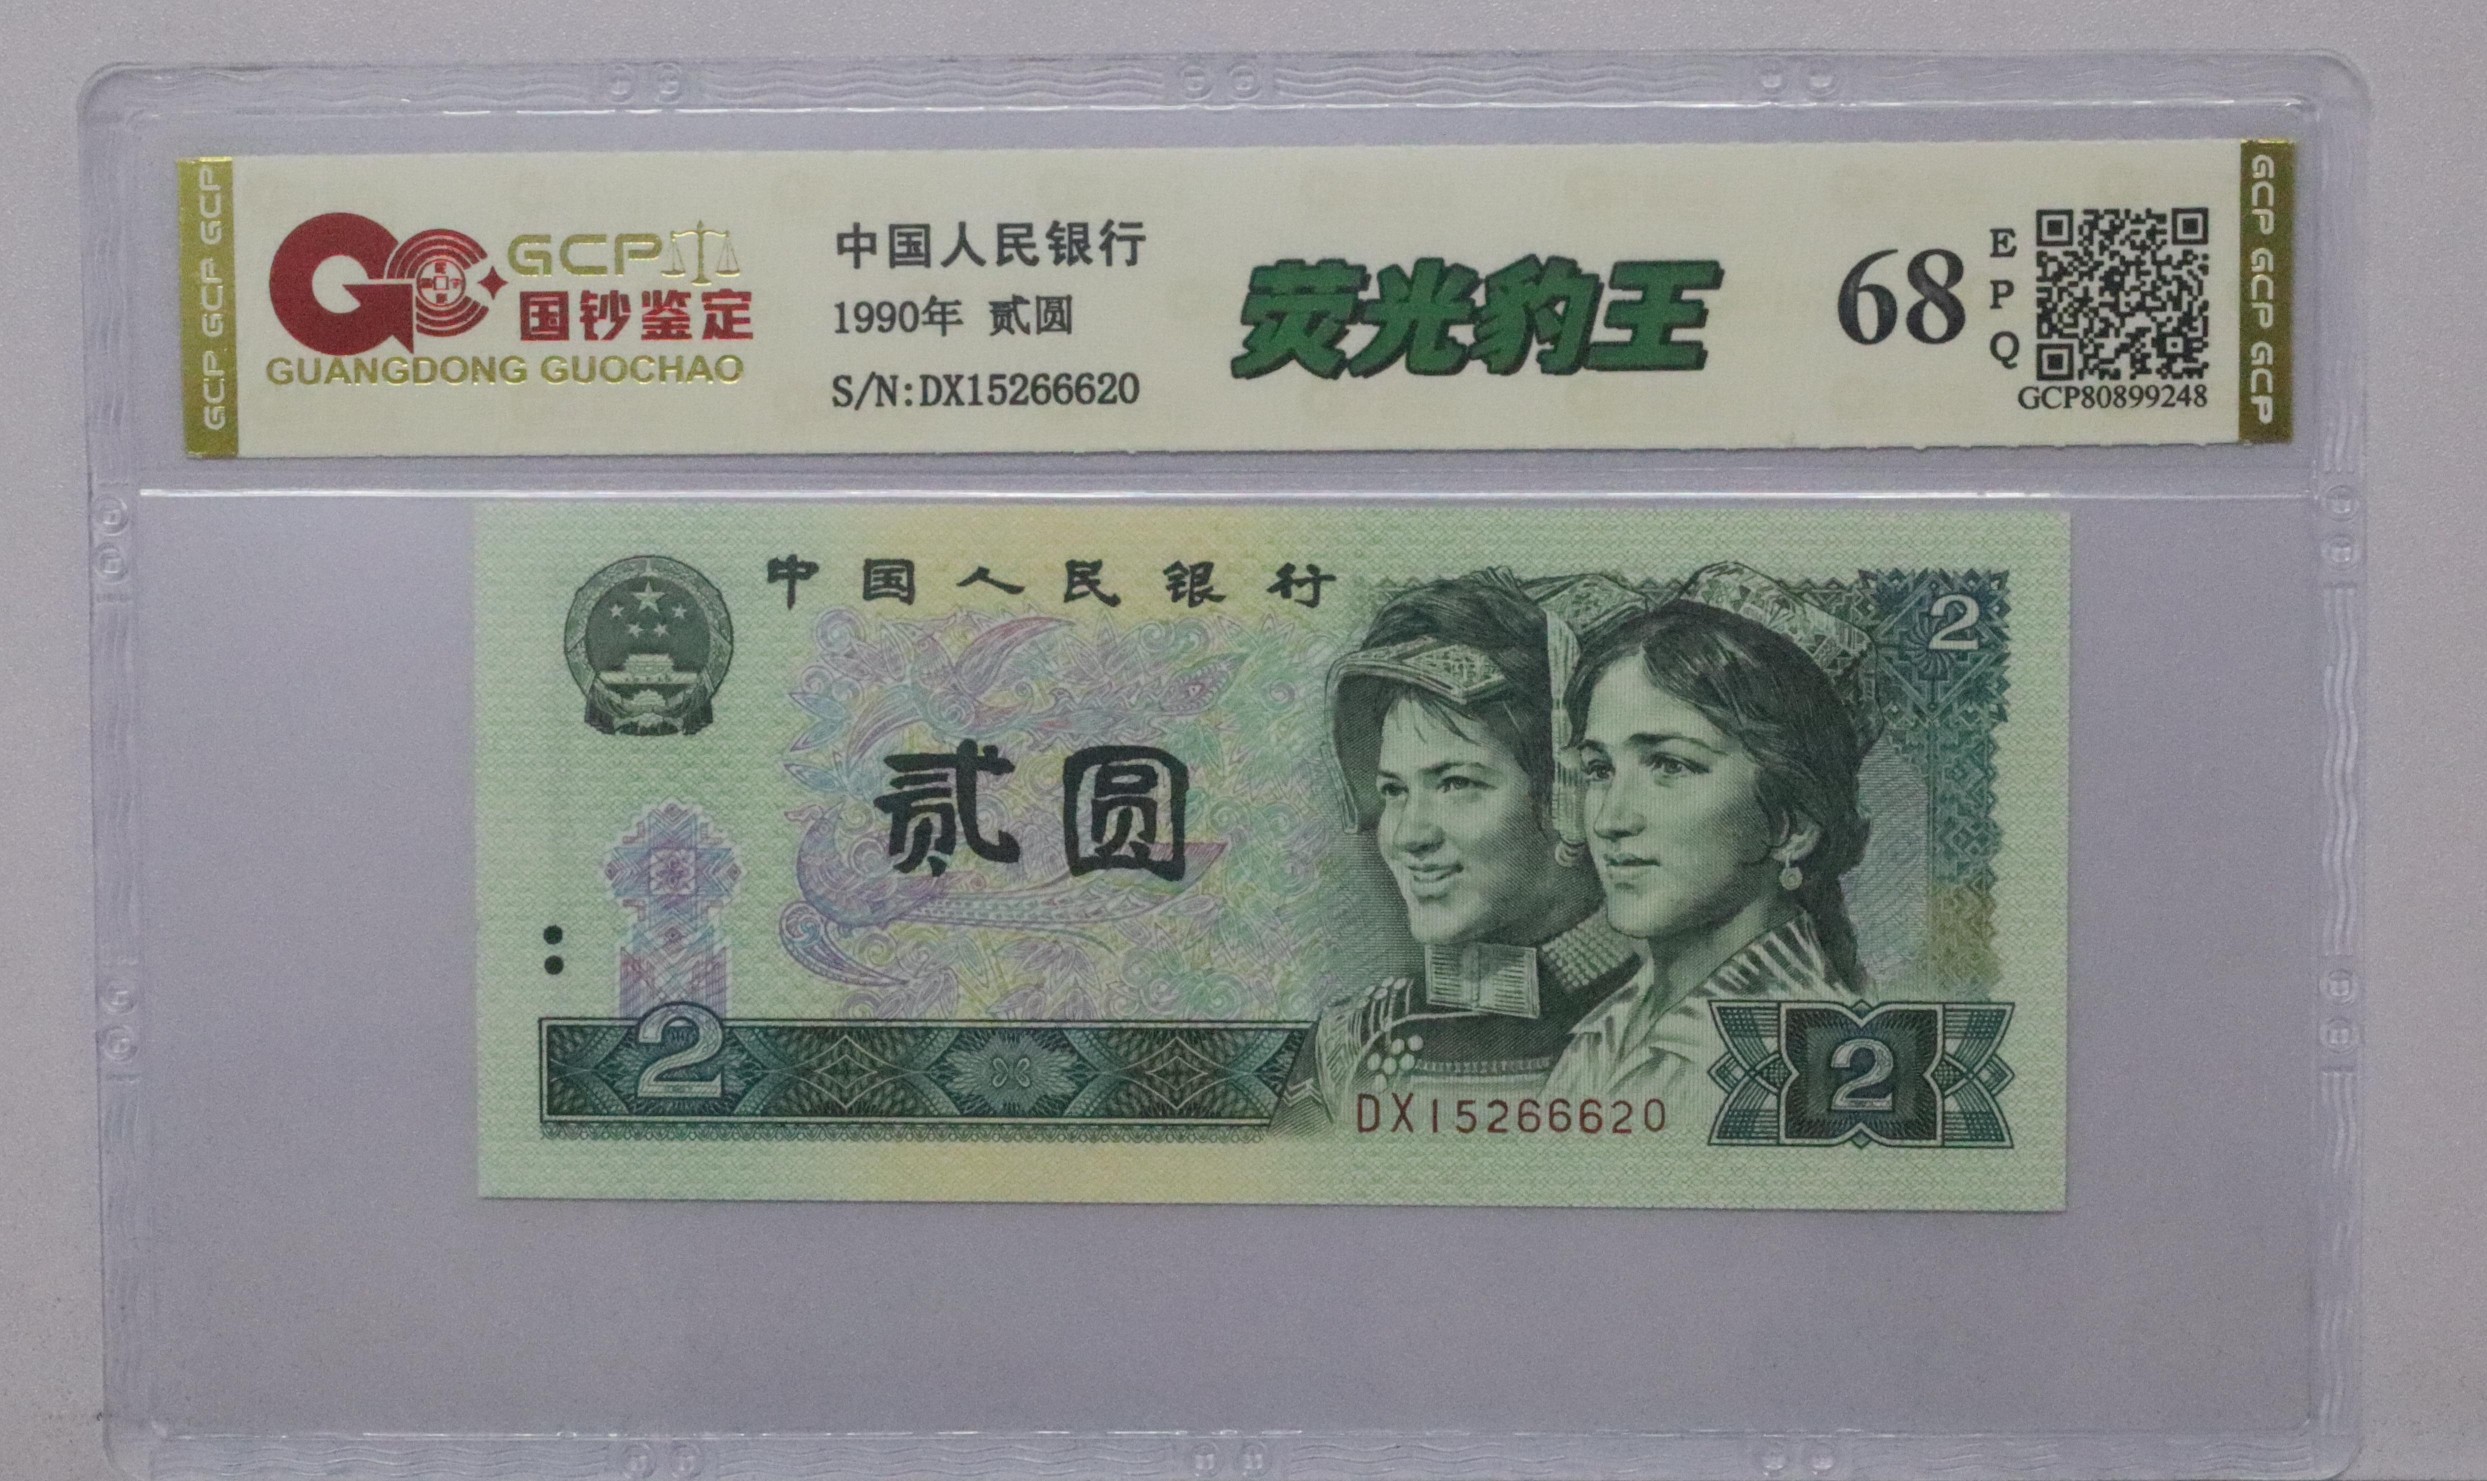 GCP GCP GCP
GCP
国钞鉴定
GUANGDONG GUOCHAO
中国人民银行
1990年 贰圆
S/N:DX15266620
荧光豹王
68
E
P
Q
GCP80899248
GCP GCP GCP
中国人民银行
2
贰圆
2
DX15266620
2